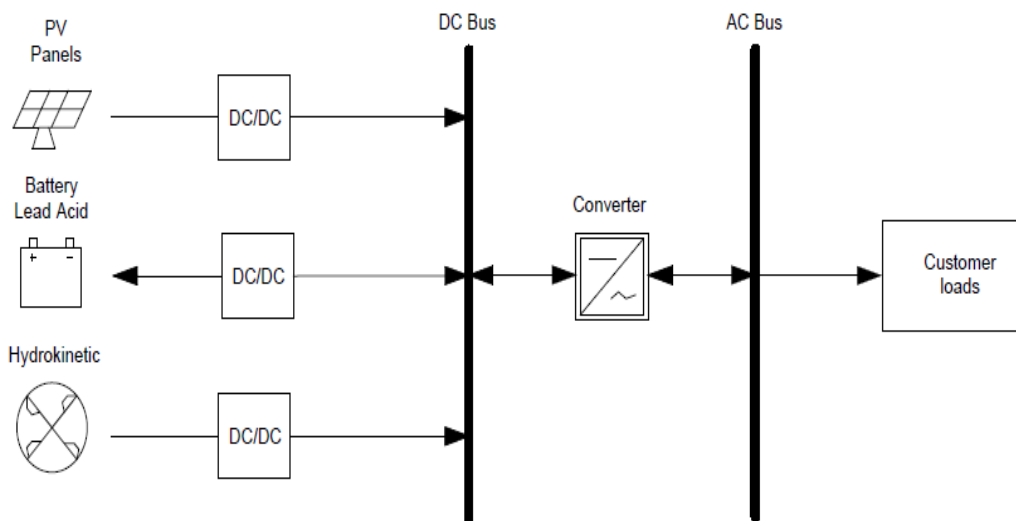 PV
Panels
DC Bus
AC Bus
DC/DC
Battery
Lead Acid
+ -
DC/DC
Converter
Customer
loads
Hydrokinetic
DC/DC